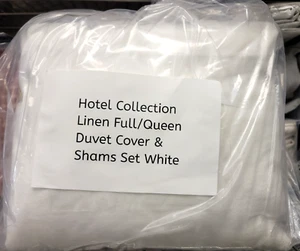 Hotel Collection
Linen Full/Queen
Duvet Cover &
Shams Set White